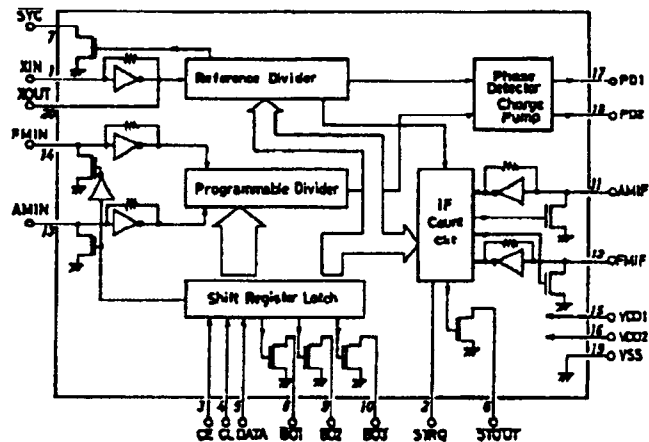 SYC
7
XIN
1
XOUT
20
Reference Divider
Phase
Detector
Charge
Pump
17
PD1
18
PD2
FMIN
14
Programmable Divider
IF
Count
ckt
11
AMIF
AMIN
13
12
FMIF
Shift Register Latch
15
VDD1
16
VDD2
19
VSS
3
4
5
8
9
10
2
6
CE
CL
DATA
BO1
BO2
BO3
STRQ
STOUT